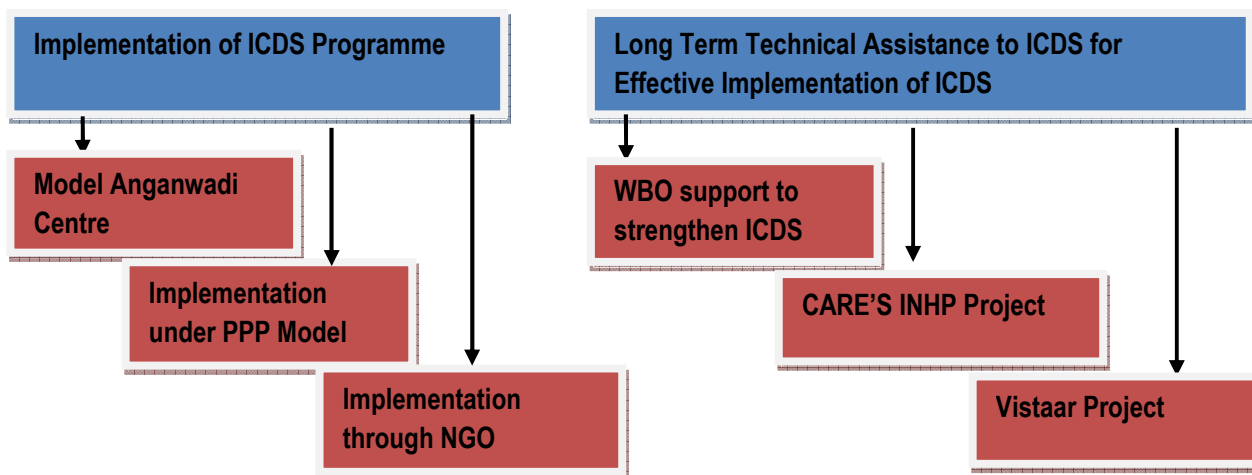 Implementation of ICDS Programme
Model Anganwadi
Centre
Implementation
under PPP Model
Implementation
through NGO
Long Term Technical Assistance to ICDS for
Effective Implementation of ICDS
WBO support to
strengthen ICDS
CARE’S INHP Project
Vistaar Project